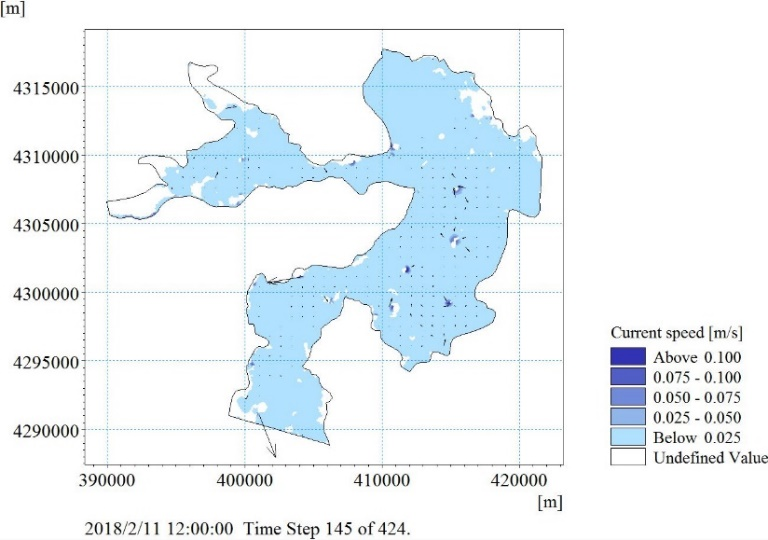 [m]
4315000
4310000
4305000
4300000
4295000
4290000
390000 400000 410000 420000
[m]
Current speed [m/s]
Above 0.100
0.075 - 0.100
0.050 - 0.075
0.025 - 0.050
Below 0.025
Undefined Value
2018/2/11 12:00:00 Time Step 145 of 424.